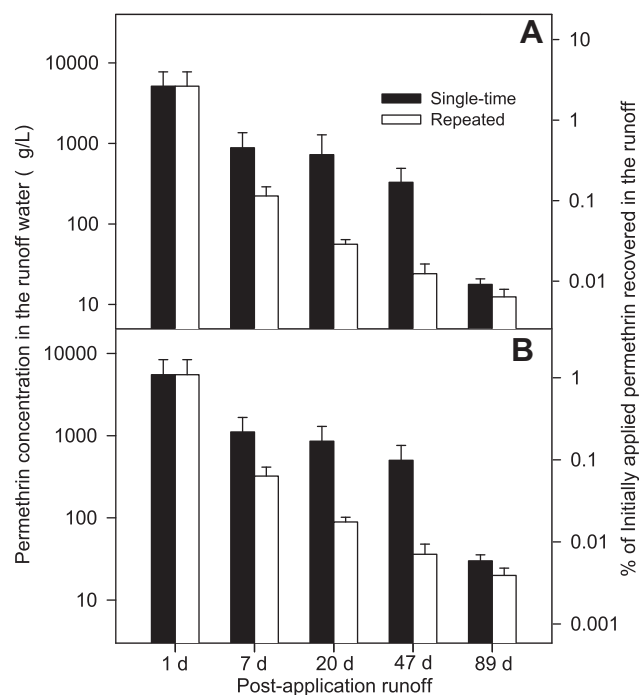 A
10000
1000
100
10
10
1
0.1
0.01
Single-time
Repeated
B
10000
1000
100
10
1
0.1
0.01
0.001
Permethrin concentration in the runoff water ( g/L)
% of Initially applied permethrin recovered in the runoff
1 d 7 d 20 d 47 d 89 d
Post-application runoff